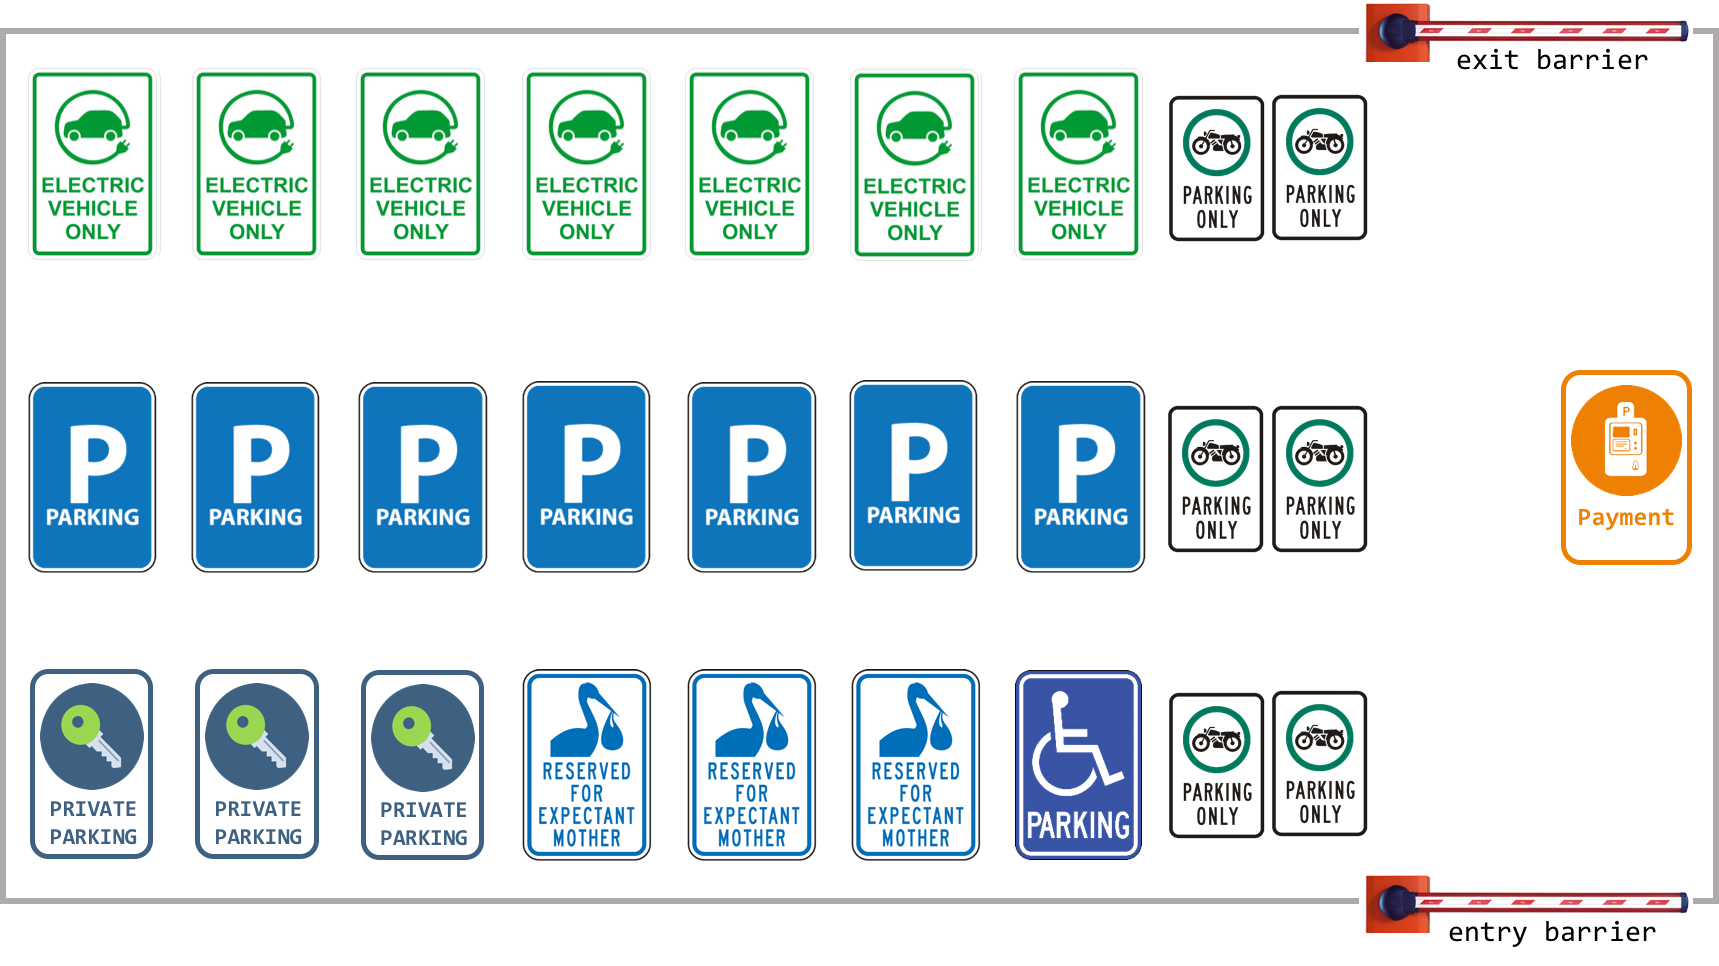 exit barrier
ELECTRIC
VEHICLE
ONLY
ELECTRIC
VEHICLE
ONLY
ELECTRIC
VEHICLE
ONLY
ELECTRIC
VEHICLE
ONLY
ELECTRIC
VEHICLE
ONLY
ELECTRIC
VEHICLE
ONLY
ELECTRIC
VEHICLE
ONLY
PARKING
ONLY
PARKING
ONLY
P
PARKING
P
PARKING
P
PARKING
P
PARKING
P
PARKING
P
PARKING
P
PARKING
PARKING
ONLY
PARKING
ONLY
P
Payment
PRIVATE
PARKING
PRIVATE
PARKING
PRIVATE
PARKING
RESERVED
FOR
EXPECTANT
MOTHER
RESERVED
FOR
EXPECTANT
MOTHER
RESERVED
FOR
EXPECTANT
MOTHER
PARKING
PARKING
ONLY
PARKING
ONLY
entry barrier